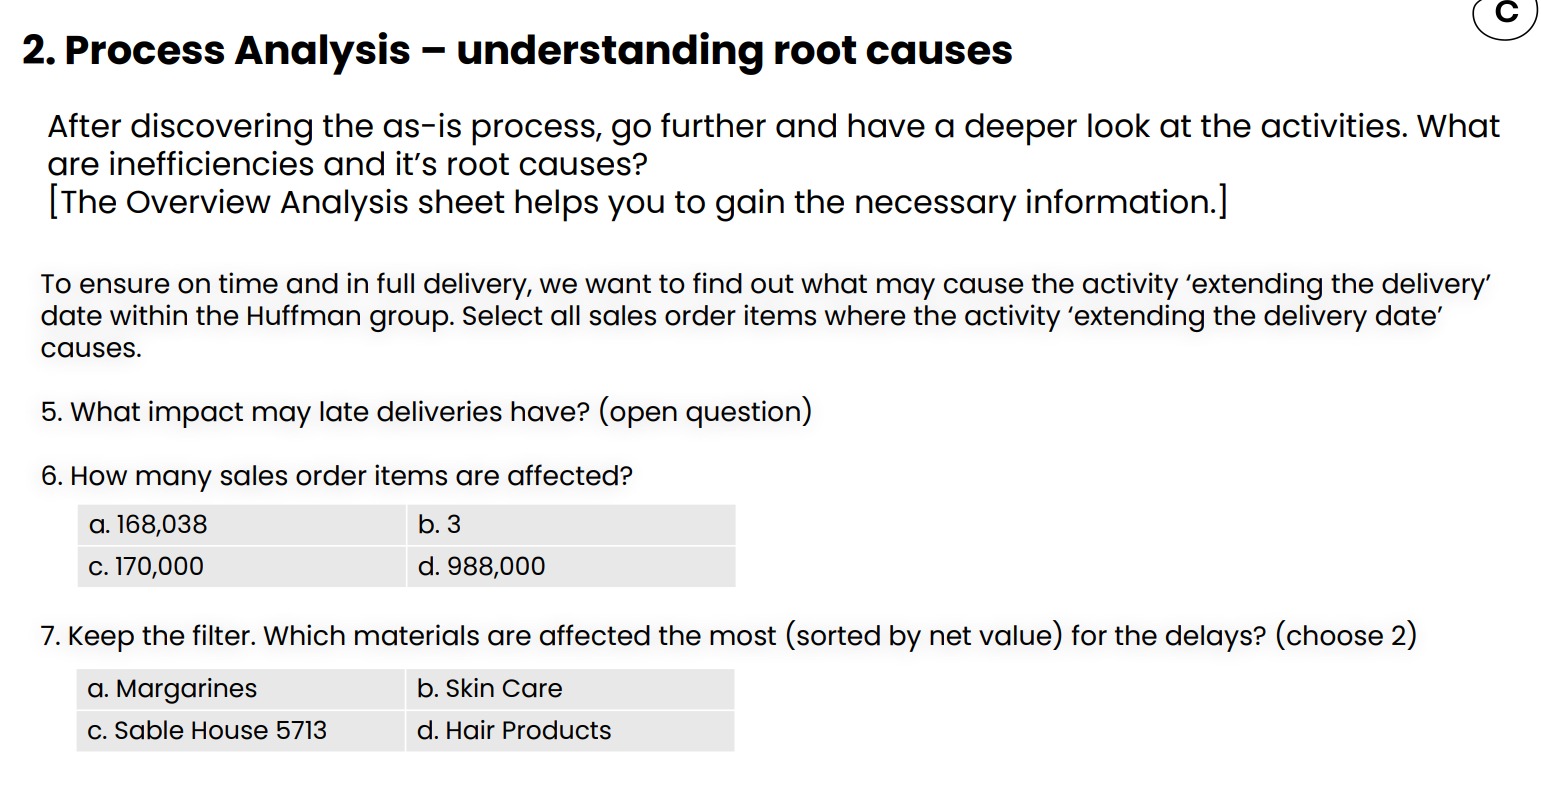 C
2. Process Analysis – understanding root causes
After discovering the as-is process, go further and have a deeper look at the activities. What
are inefficiencies and it's root causes?
[The Overview Analysis sheet helps you to gain the necessary information.]
To ensure on time and in full delivery, we want to find out what may cause the activity ‘extending the delivery’
date within the Huffman group. Select all sales order items where the activity ‘extending the delivery date’
causes.
5. What impact may late deliveries have? (open question)
6. How many sales order items are affected?
a. 168,038 b. 3
c. 170,000 d. 988,000
7. Keep the filter. Which materials are affected the most (sorted by net value) for the delays? (choose 2)
a. Margarines b. Skin Care
c. Sable House 5713 d. Hair Products